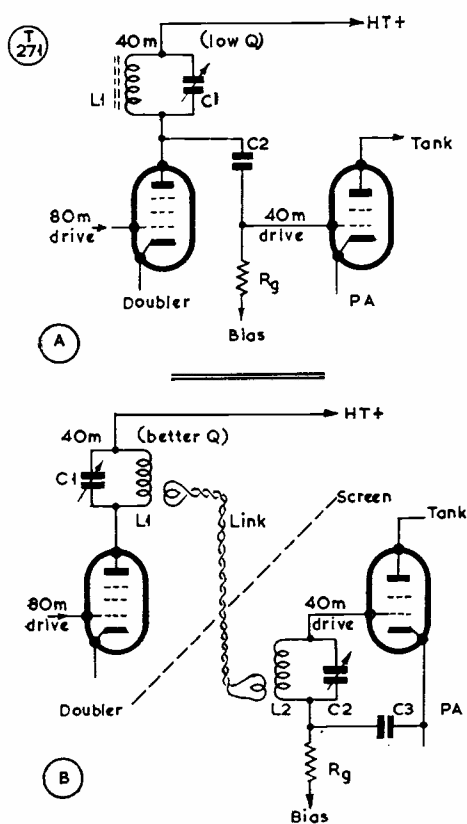 T
271
40m (low Q) HT+
L1 C1
C2
Tank
80m
drive
40m
drive
Rg
Doubler PA
Bias
A
HT+
40m (better Q)
C1
L1
Link
Screen
Tank
80m
drive
40m
drive
Doubler
L2 C2 C3 PA
Rg
B
Bias